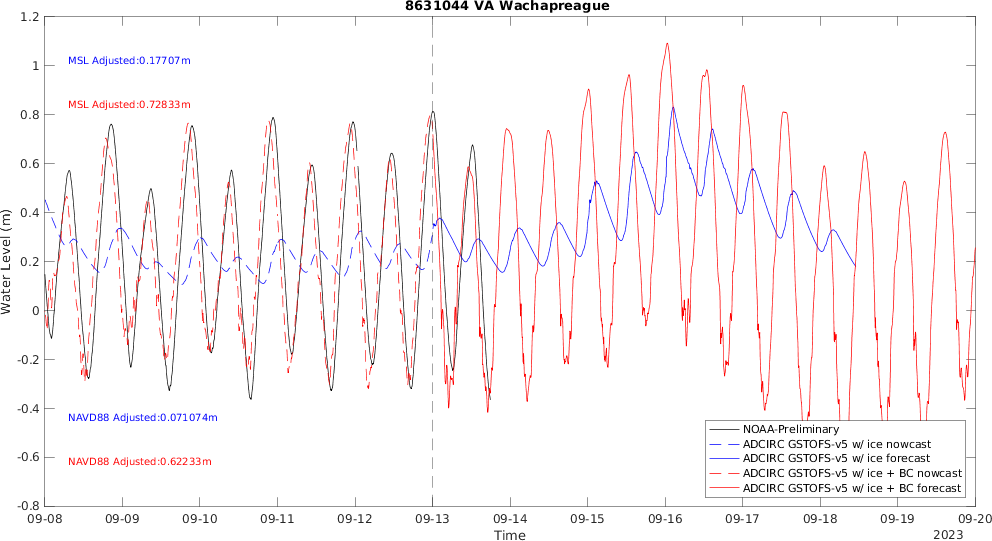 8631044 VA Wachapreague
1.2
1
0.8
0.6
0.4
0.2
0
-0.2
-0.4
-0.6
-0.8
Water Level (m)
MSL Adjusted:0.17707m
MSL Adjusted:0.72833m
NAVD88 Adjusted:0.071074m
NAVD88 Adjusted:0.62233m
NOAA-Preliminary
ADCIRC GSTOFS-v5 w/ ice nowcast
ADCIRC GSTOFS-v5 w/ ice forecast
ADCIRC GSTOFS-v5 w/ ice + BC nowcast
ADCIRC GSTOFS-v5 w/ ice + BC forecast
09-08 09-09 09-10 09-11 09-12 09-13 09-14 09-15 09-16 09-17 09-18 09-19 09-20
Time
2023